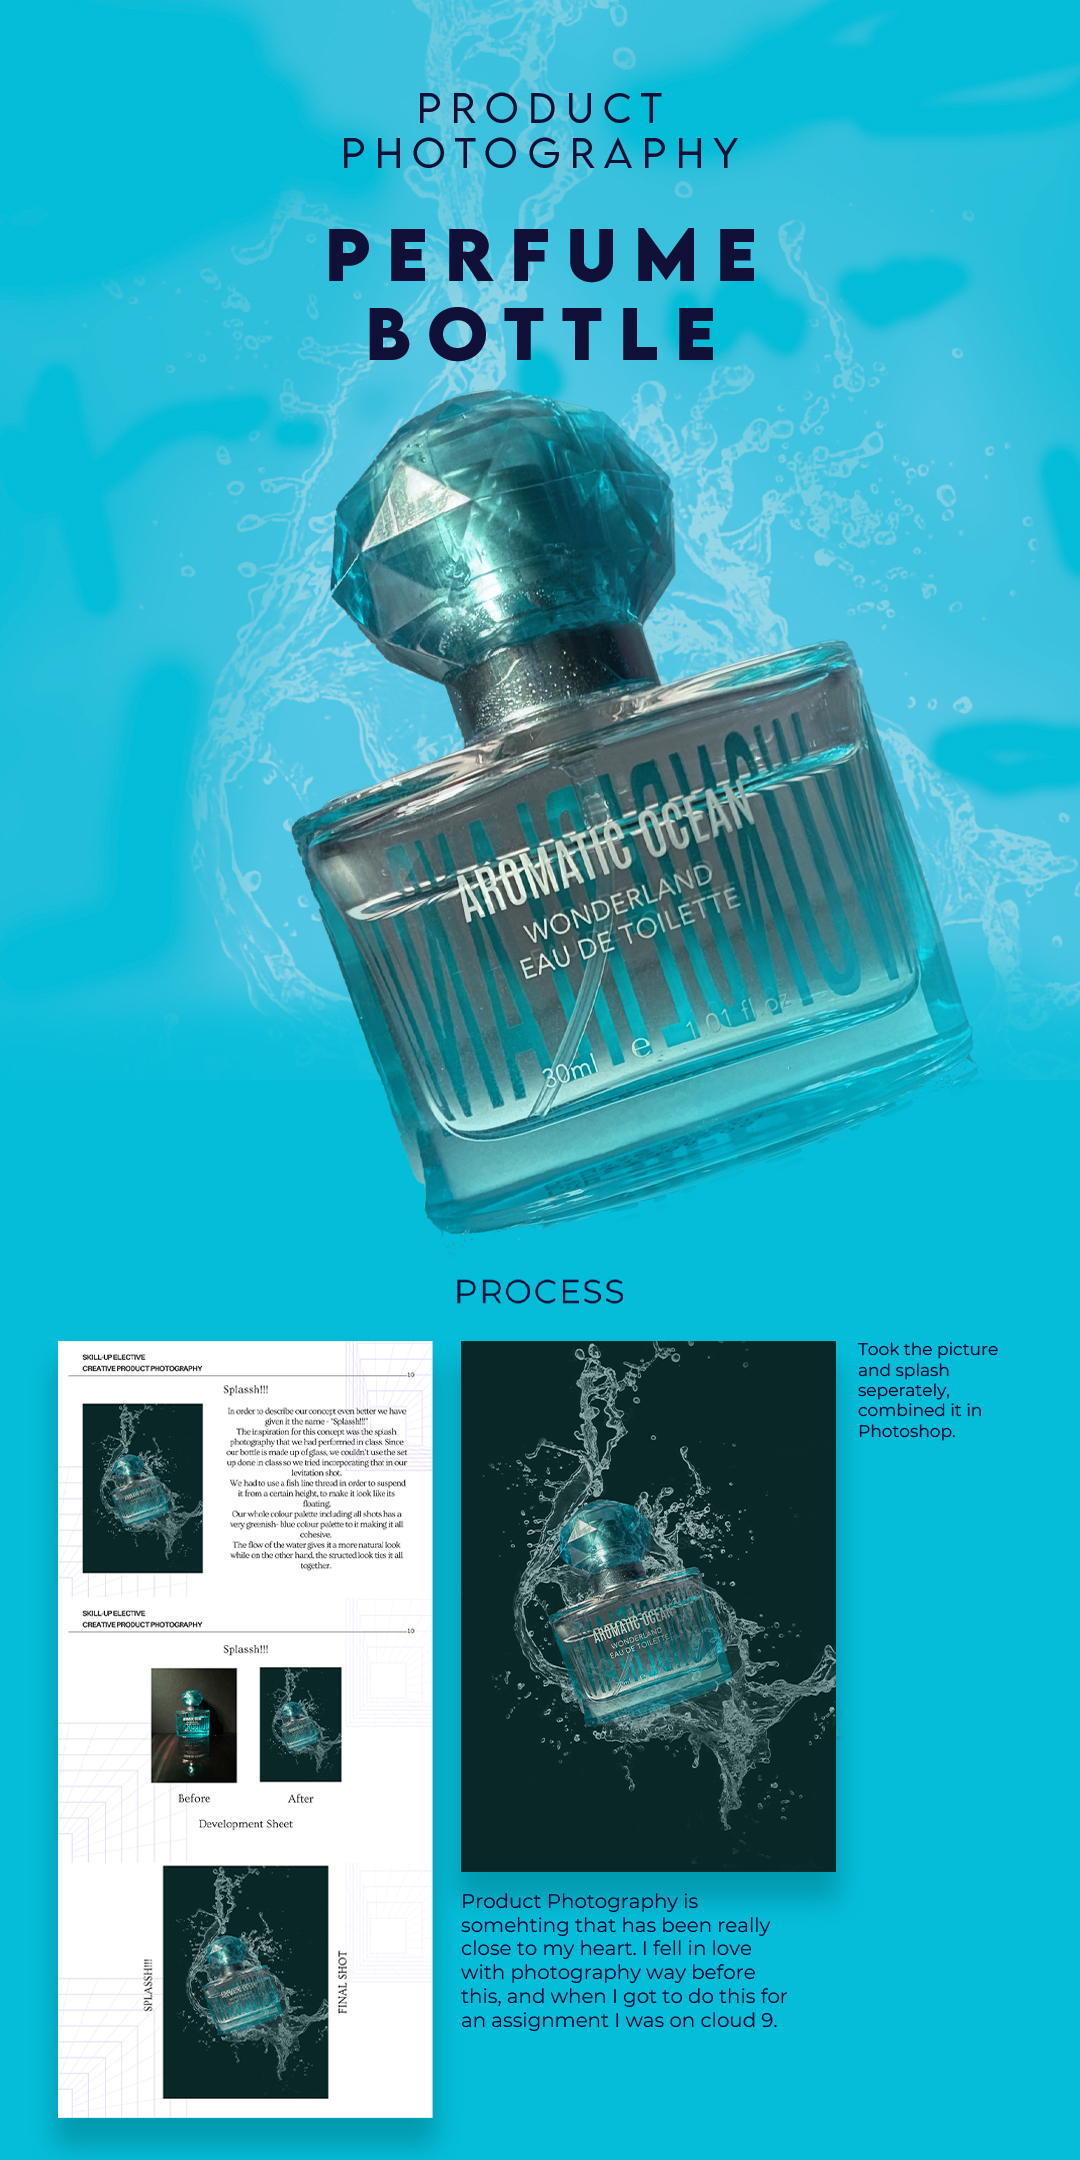 PRODUCT
PHOTOGRAPHY
PERFUME
BOTTLE
AROMATIC OCEAN
WONDERLAND
EAU DE TOILETTE
30ml e 1.01 fl oz
PROCESS
SKILL-UP ELECTIVE
CREATIVE PRODUCT PHOTOGRAPHY
10
Splassh!!!
In order to describe our concept even better we have
given it the name - "Splassh!!!"
The inspiration for this concept was the splash
photography that we had performed in class. Since
our bottle is made up of glass, we couldn't use the set
up done in class so we tried incorporating that in our
levitation shot.
We had to use a fish line thread in order to suspend
it from a certain height, to make it look like its
floating.
Our whole colour palette including all shots has a
very greenish- blue colour palette to it making it all
cohesive.
The flow of the water gives it a more natural look
while on the other hand, the structed look ties it all
together.
SKILL-UP ELECTIVE
CREATIVE PRODUCT PHOTOGRAPHY
10
Splassh!!!
Before
After
Development Sheet
SPLASSH!!!
FINAL SHOT
AROMATIC OCEAN
WONDERLAND
EAU DE TOILETTE
Took the picture
and splash
seperately,
combined it in
Photoshop.
Product Photography is
somehting that has been really
close to my heart. I fell in love
with photography way before
this, and when I got to do this for
an assignment I was on cloud 9.